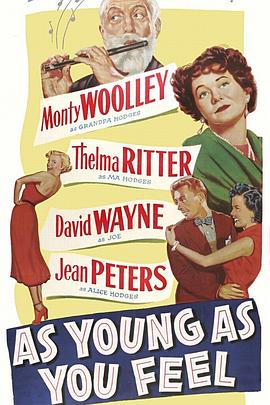 Monty WOOLLEY
as GRANDPA HODGES
Thelma RITTER
as MA HODGES
David WAYNE
as JOE
Jean PETERS
as ALICE HODGES
AS YOUNG AS
YOU FEEL